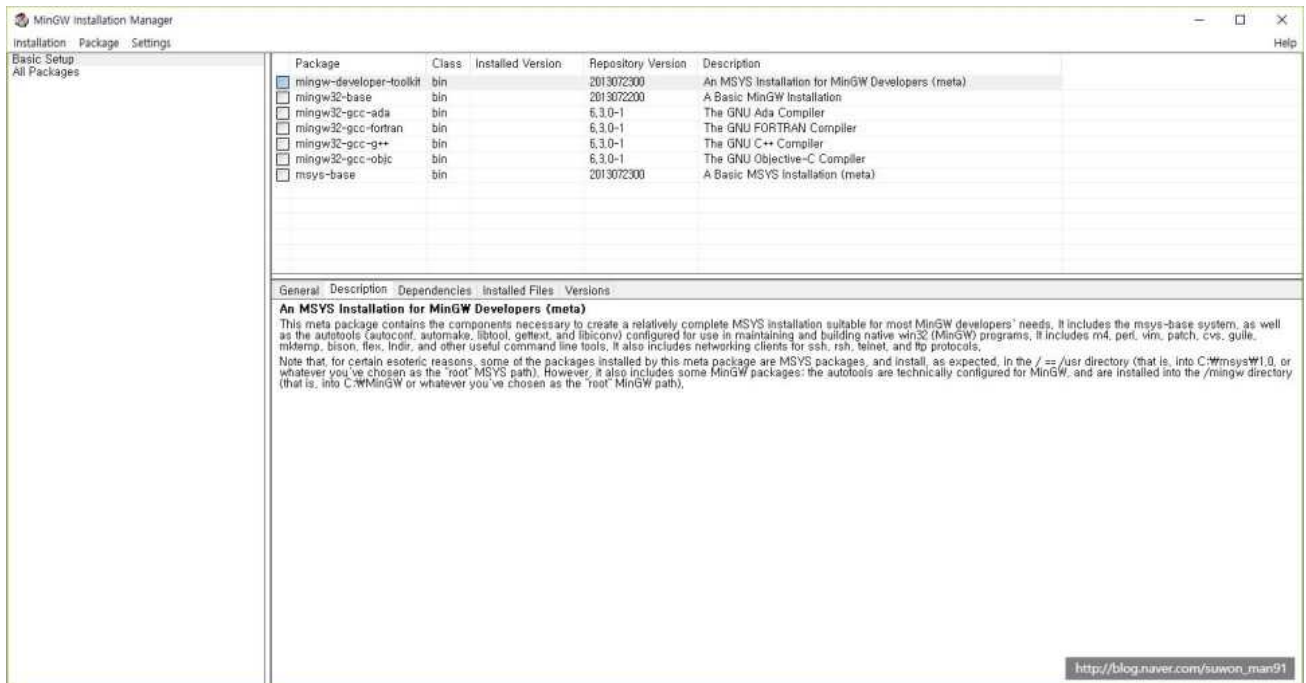 MinGW Installation Manager
Installation Package Settings Help
Basic Setup
All Packages
Package Class Installed Version Repository Version Description
mingw-developer-toolkit bin 2013072300 An MSYS Installation for MinGW Developers (meta)
mingw32-base bin 2013072200 A Basic MinGW Installation
mingw32-gcc-ada bin 6.3.0-1 The GNU Ada Compiler
mingw32-gcc-fortran bin 6.3.0-1 The GNU FORTRAN Compiler
mingw32-gcc-g++ bin 6.3.0-1 The GNU C++ Compiler
mingw32-gcc-objc bin 6.3.0-1 The GNU Objective-C Compiler
msys-base bin 2013072300 A Basic MSYS Installation (meta)
General Description Dependencies Installed Files Versions
An MSYS Installation for MinG₩ Developers (meta)
This meta package contains the components necessary to create a relatively complete MSYS installation suitable for most MinGW developers' needs. It includes the msys-base system, as well
as the autotools (autoconf, automake, libtool, gettext, and libiconv) configured for use in maintaining and building native win32 (MinGW) programs. It includes m4, perl, vim, patch, cvs, guile,
mktemp, bison, flex, lndir, and other useful command line tools. It also includes networking clients for ssh, rsh, telnet, and ftp protocols.
Note that, for certain esoteric reasons, some of the packages installed by this meta package are MSYS packages, and install, as expected, in the / == /usr directory (that is, into C:₩msys₩1.0, or
whatever you've chosen as the "root" MSYS path). However, it also includes some MinGW packages: the autotools are technically configured for MinGW, and are installed into the /mingw directory
(that is, into C:₩MinGW or whatever you've chosen as the "root" MinGW path).
http://blog.naver.com/suwon_man91